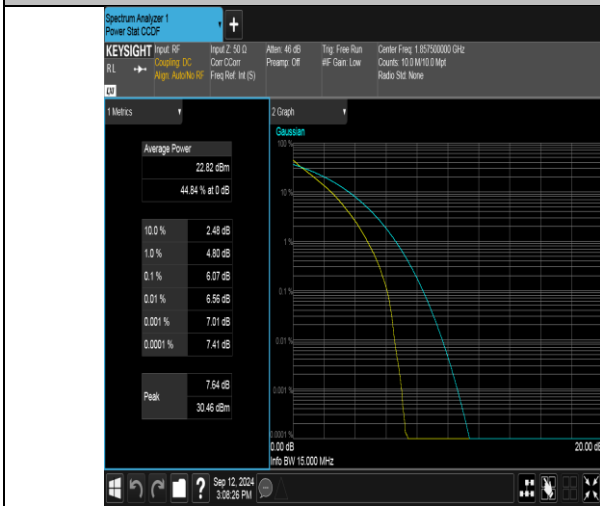 Spectrum Analyzer 1
Power Stat CCDF
+
KEYSIGHT Input: RF Input Z: 50 Ω Atten: 46 dB Trig: Free Run Center Freq: 1.857500000 GHz
RL Coupling: DC Corr CCorr Preamp: Off #IF Gain: Low Counts: 10.0 M/10.0 Mpt
Align: Auto/No RF Freq Ref: Int (S) Radio Std: None
LXI
1 Metrics 2 Graph
Gaussian
Average Power
22.82 dBm
44.84 % at 0 dB
10.0 % 2.48 dB
1.0 % 4.80 dB
0.1 % 6.07 dB
0.01 % 6.56 dB
0.001 % 7.01 dB
0.0001 % 7.41 dB
Peak 7.64 dB
30.46 dBm
100 %
10 %
1 %
0.1 %
0.01 %
0.001 %
0.0001 %
0.00 dB 20.00 dB
Info BW 15.000 MHz
? Sep 12, 2024
3:08:26 PM